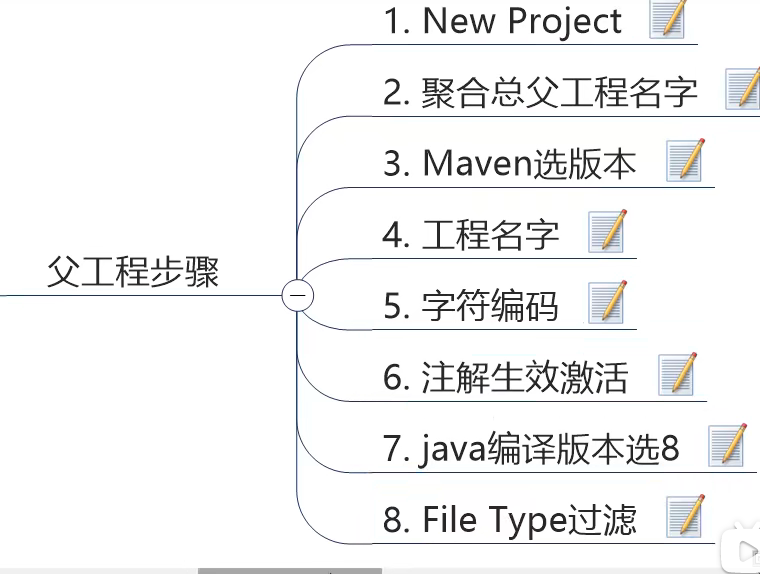 1. New Project
2. 聚合总父工程名字
3. Maven选版本
4. 工程名字
父工程步骤
5. 字符编码
6. 注解生效激活
7. java编译版本选8
8. File Type过滤